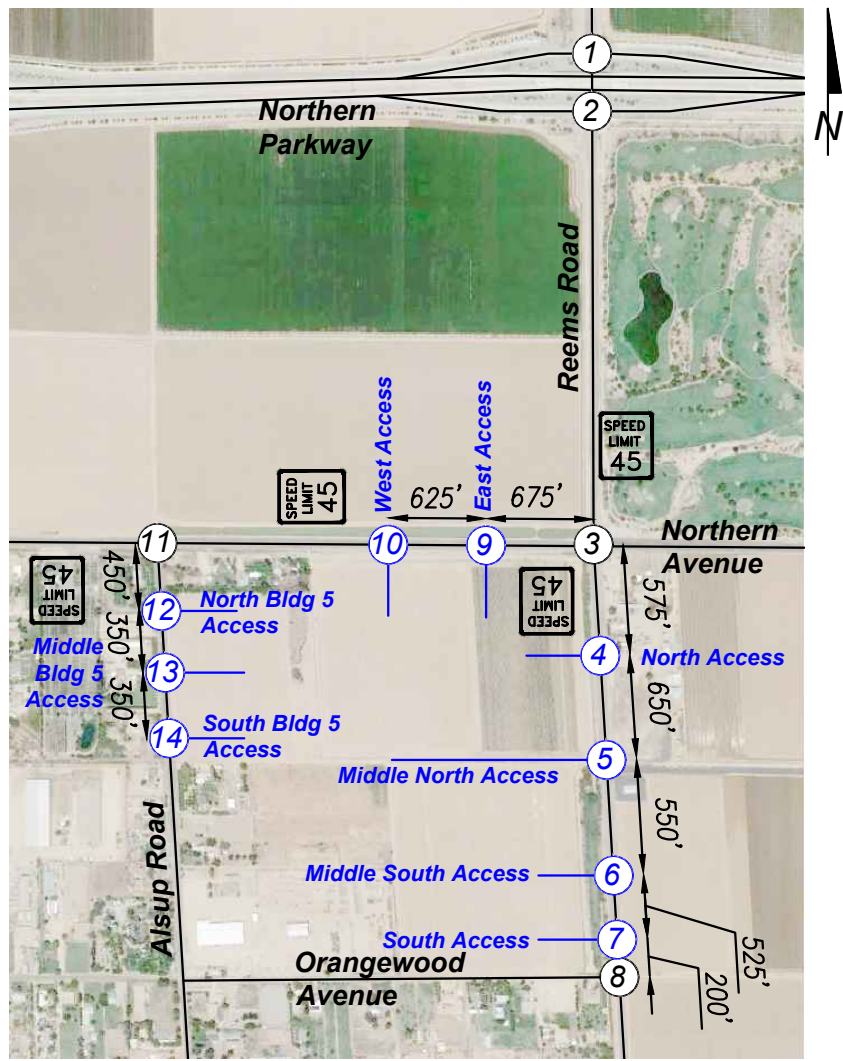 1
N
2
Northern
Parkway
Reems Road
West Access
East Access
SPEED
LIMIT
45
SPEED
LIMIT
45
625'
675'
Northern
Avenue
11
10
9
3
SPEED
LIMIT
45
450'
12
North Bldg 5
Access
SPEED
LIMIT
45
575'
350'
Middle
Bldg 5
Access
13
4
North Access
350'
650'
14
South Bldg 5
Access
5
Middle North Access
550'
Alsup Road
Middle South Access
6
South Access
7
525'
Orangewood
Avenue
8
200'